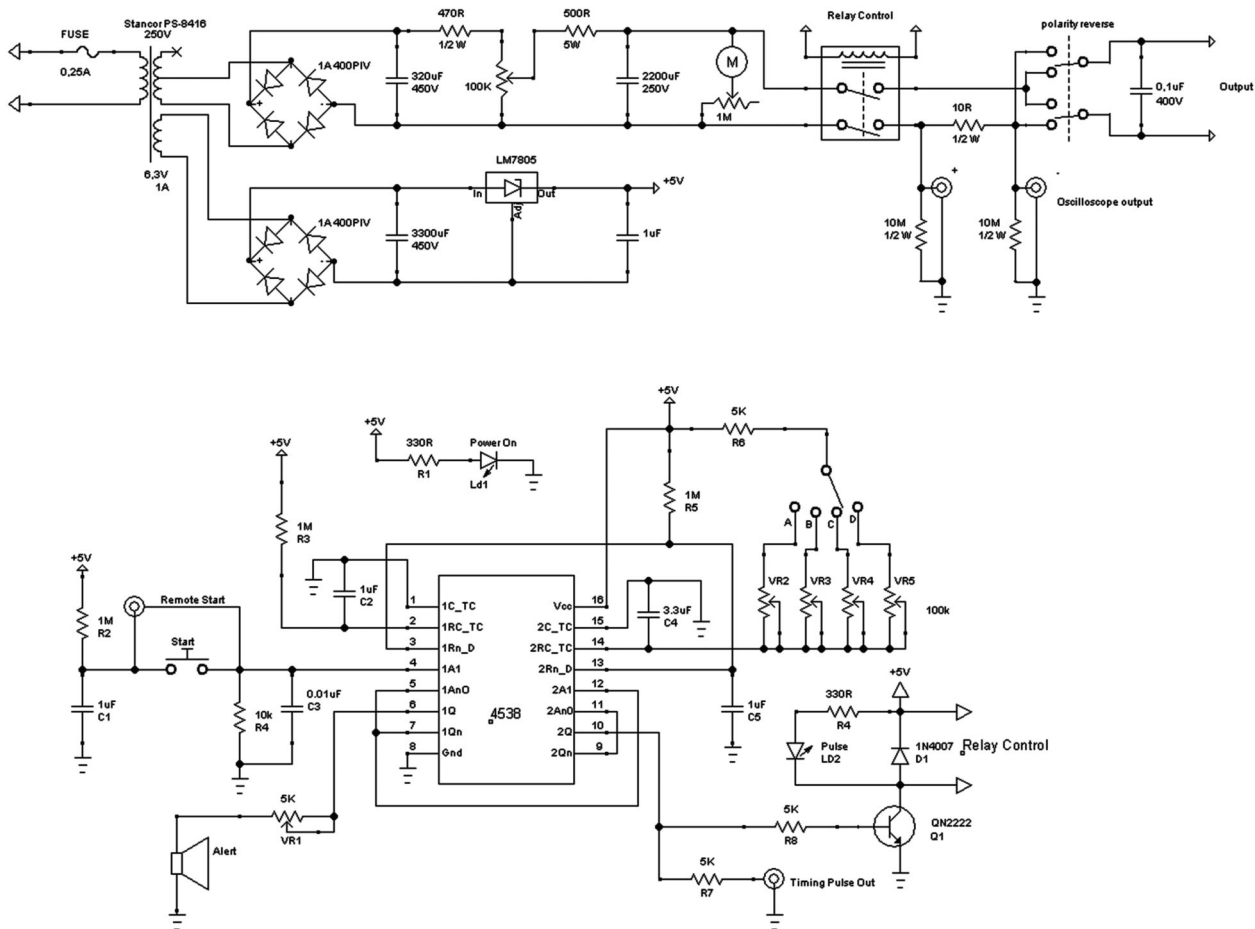 Stancor PS-8416
250V
FUSE
0,25A
6,3V
1A
1A400PIV
+
-
320uF
450V
470R
1/2 W
100K
500R
5W
2200uF
250V
M
1M
Relay Control
polarity reverse
10R
1/2 W
0,1uF
400V
Output
+
-
Oscilloscope output
10M
1/2 W
10M
1/2 W
1A400PIV
+
-
3300uF
450V
LM7805
In
Out
Adj
+5V
1uF
+5V
330R
R1
Power On
Ld1
+5V
1M
R3
+5V
5K
R6
1M
R5
A
B
C
D
VR2
VR3
VR4
VR5
100k
+5V
1M
R2
Remote Start
Start
1uF
C1
10k
R4
0.01uF
C3
1uF
C2
3.3uF
C4
1uF
C5
4538
1
1C_TC
2
1RC_TC
3
1Rn_D
4
1A1
5
1An0
6
1Q
7
1Qn
8
Gnd
Vcc
16
2C_TC
15
2RC_TC
14
2Rn_D
13
2A1
12
2An0
11
2Q
10
2Qn
9
5K
VR1
Alert
+5V
330R
R4
Pulse
LD2
1N4007
D1
Relay Control
5K
R8
QN2222
Q1
5K
R7
Timing Pulse Out